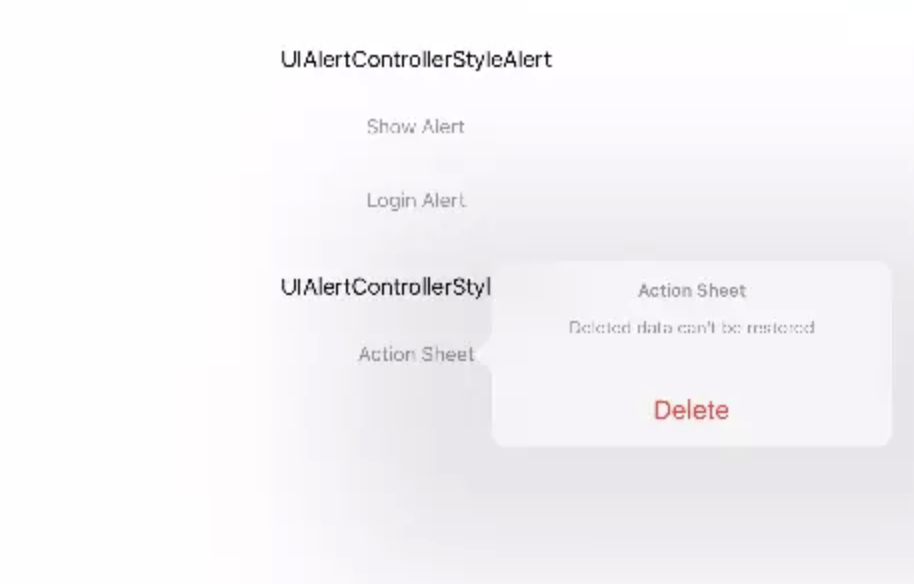 UIAlertControllerStyleAlert
Show Alert
Login Alert
UIAlertControllerStyl
Action Sheet
Action Sheet
Deleted data can't be restored
Delete